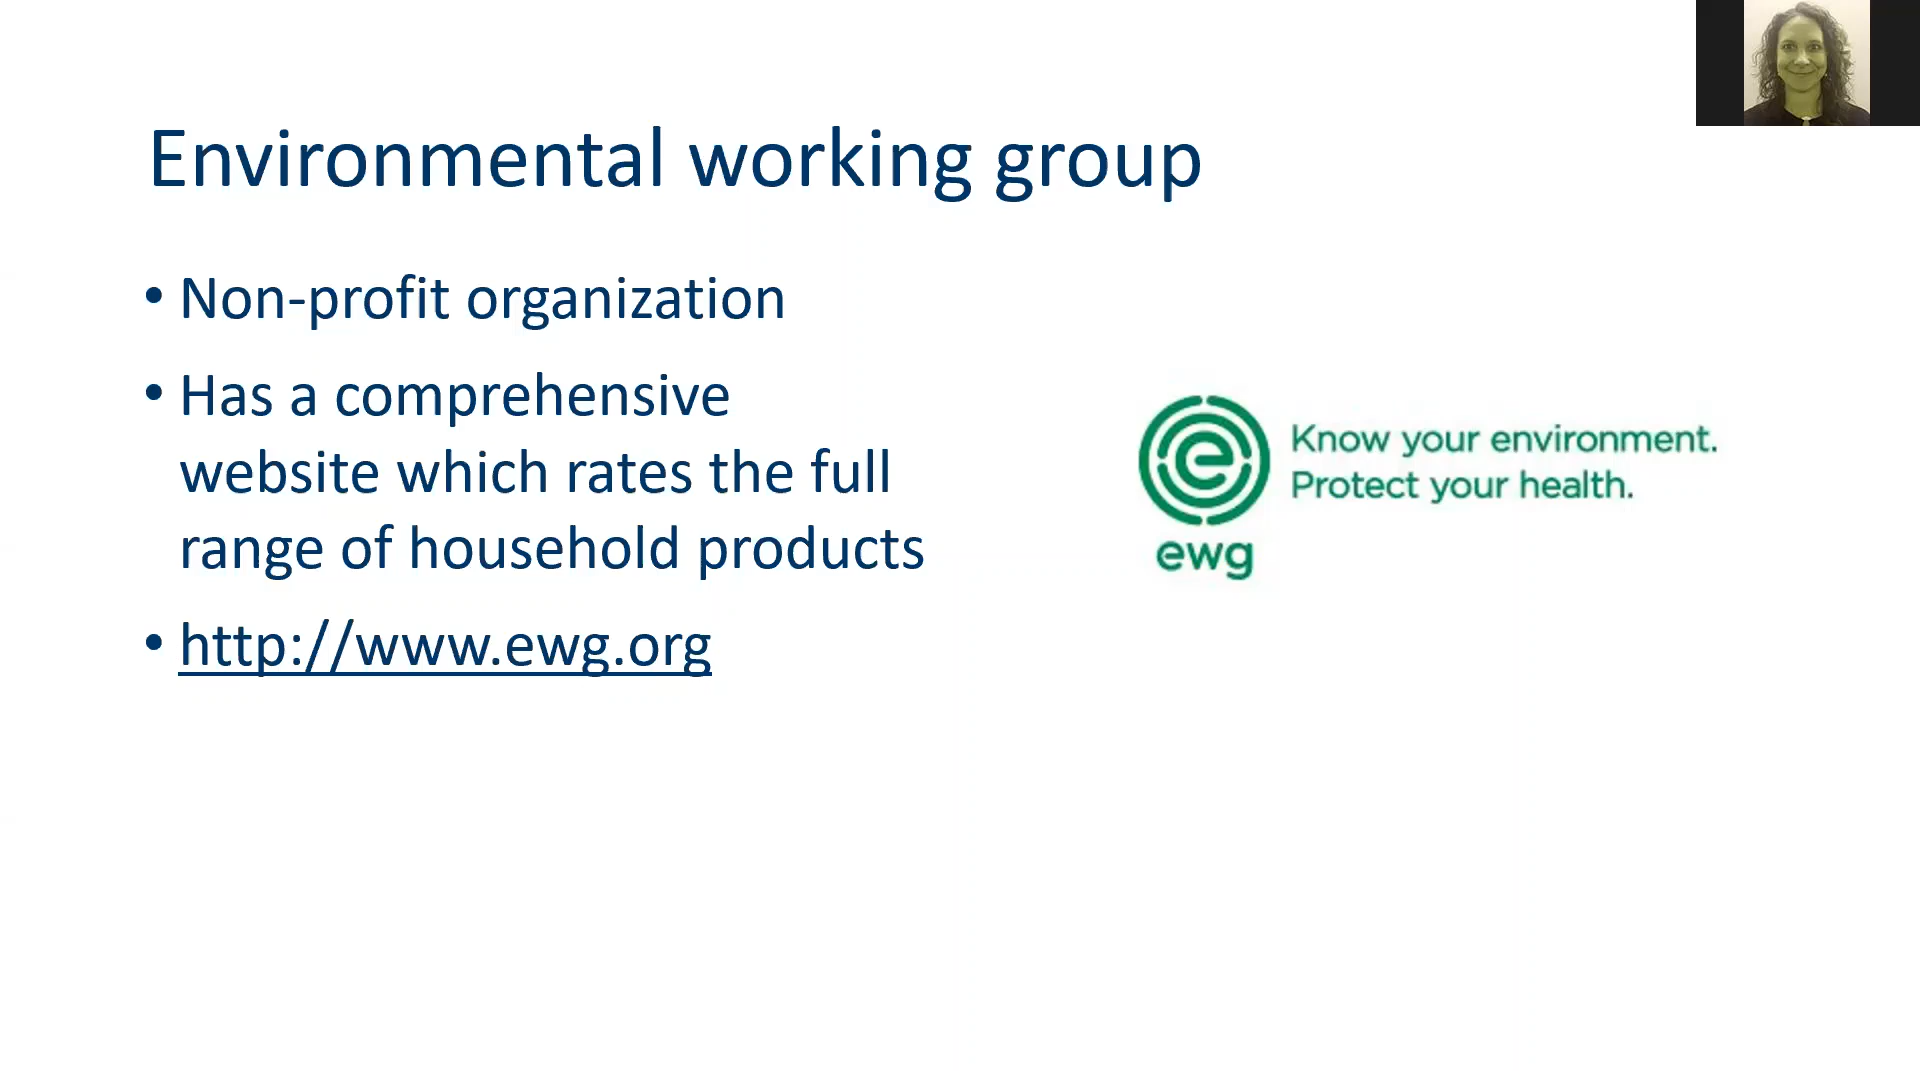 Environmental working group
• Non-profit organization
• Has a comprehensive
website which rates the full
range of household products
• http://www.ewg.org
Know your environment.
Protect your health.
ewg